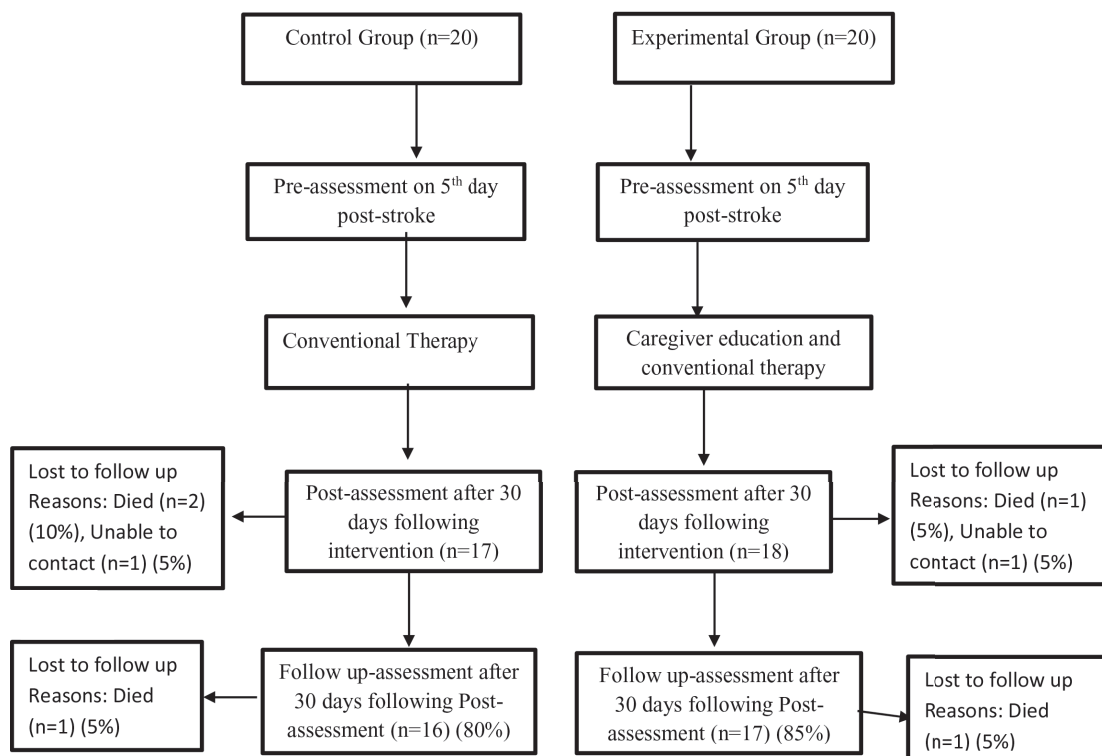 Control Group (n=20)
Experimental Group (n=20)
Pre-assessment on 5th day
post-stroke
Pre-assessment on 5th day
post-stroke
Conventional Therapy
Caregiver education and
conventional therapy
Lost to follow up
Reasons: Died (n=2)
(10%), Unable to
contact (n=1) (5%)
Post-assessment after 30
days following
intervention (n=17)
Post-assessment after 30
days following
intervention (n=18)
Lost to follow up
Reasons: Died (n=1)
(5%), Unable to
contact (n=1) (5%)
Lost to follow up
Reasons: Died
(n=1) (5%)
Follow up-assessment after
30 days following Post-
assessment (n=16) (80%)
Follow up-assessment after
30 days following Post-
assessment (n=17) (85%)
Lost to follow up
Reasons: Died
(n=1) (5%)